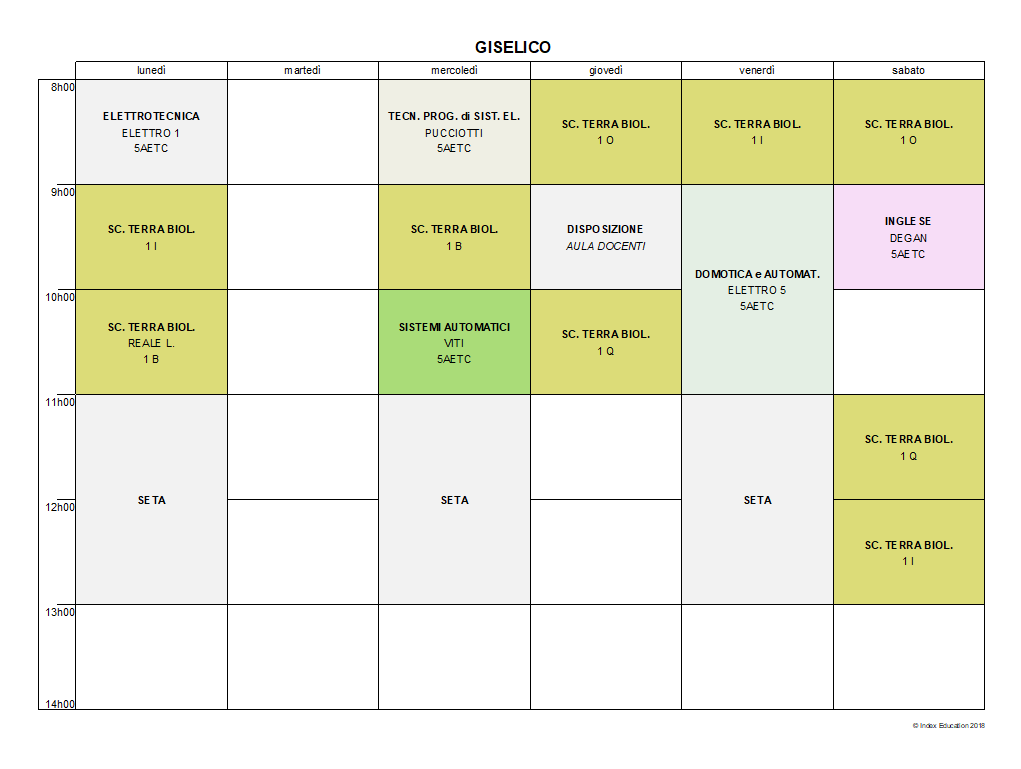 GISELICO
lunedì martedì mercoledì giovedì venerdì sabato
8h00
ELETTROTECNICA
ELETTRO 1
5AETC
TECN. PROG. di SIST. EL.
PUCCIOTTI
5AETC
SC. TERRA BIOL.
1 O
SC. TERRA BIOL.
1 I
SC. TERRA BIOL.
1 O
9h00
SC. TERRA BIOL.
1 I
SC. TERRA BIOL.
1 B
DISPOSIZIONE
AULA DOCENTI
DOMOTICA e AUTOMAT.
ELETTRO 5
5AETC
INGLESE
DEGAN
5AETC
10h00
SC. TERRA BIOL.
REALE L.
1 B
SISTEMI AUTOMATICI
VITI
5AETC
SC. TERRA BIOL.
1 Q
11h00
SETA
SETA
SETA
SC. TERRA BIOL.
1 Q
12h00
SC. TERRA BIOL.
1 I
13h00
14h00
© Index Education 2018